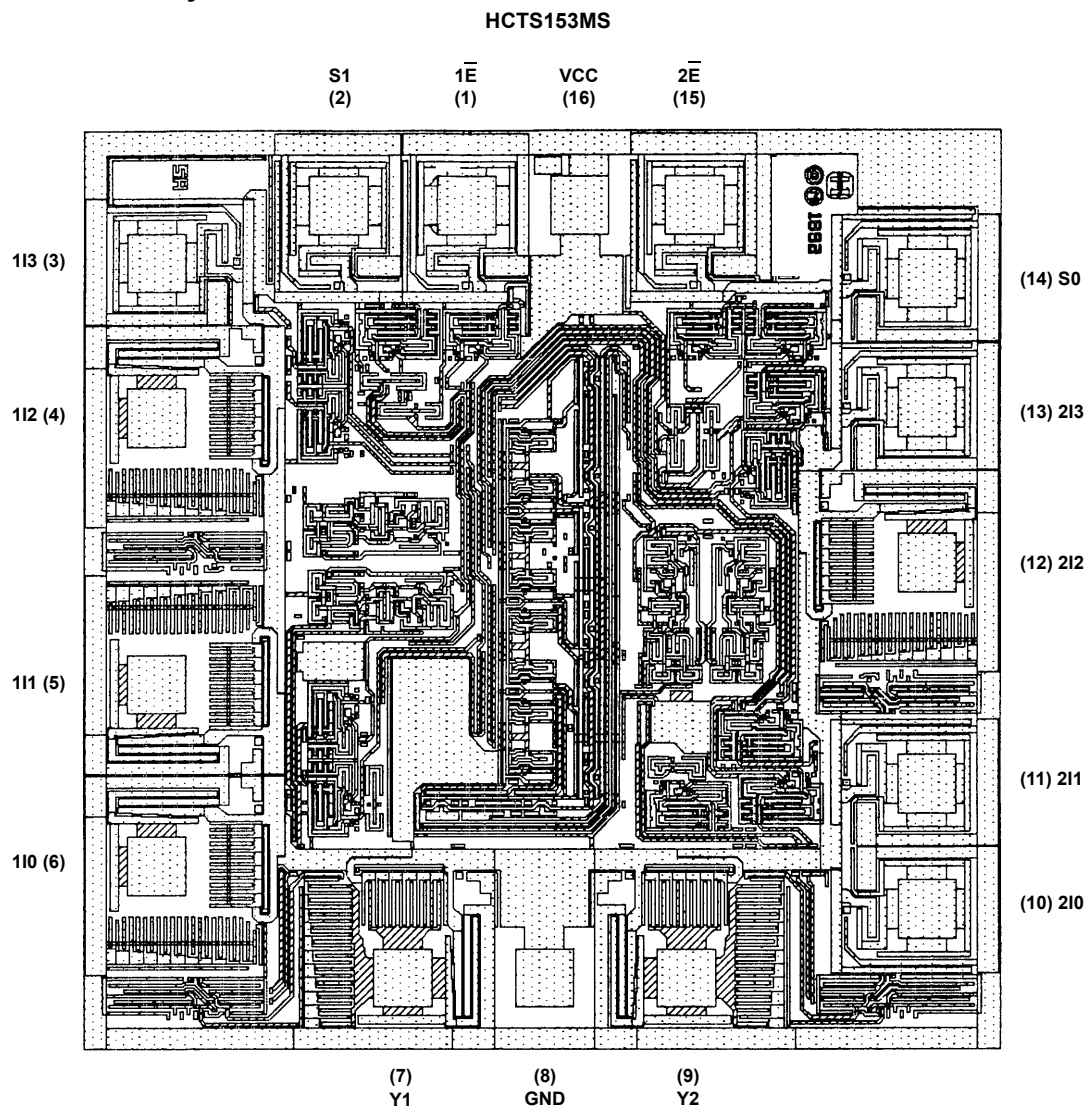 HCTS153MS
S1 1E̅ VCC 2E̅
(2) (1) (16) (15)
1I3 (3)
(14) S0
1I2 (4)
(13) 2I3
(12) 2I2
1I1 (5)
(11) 2I1
1I0 (6)
(10) 2I0
(7) (8) (9)
Y1 GND Y2